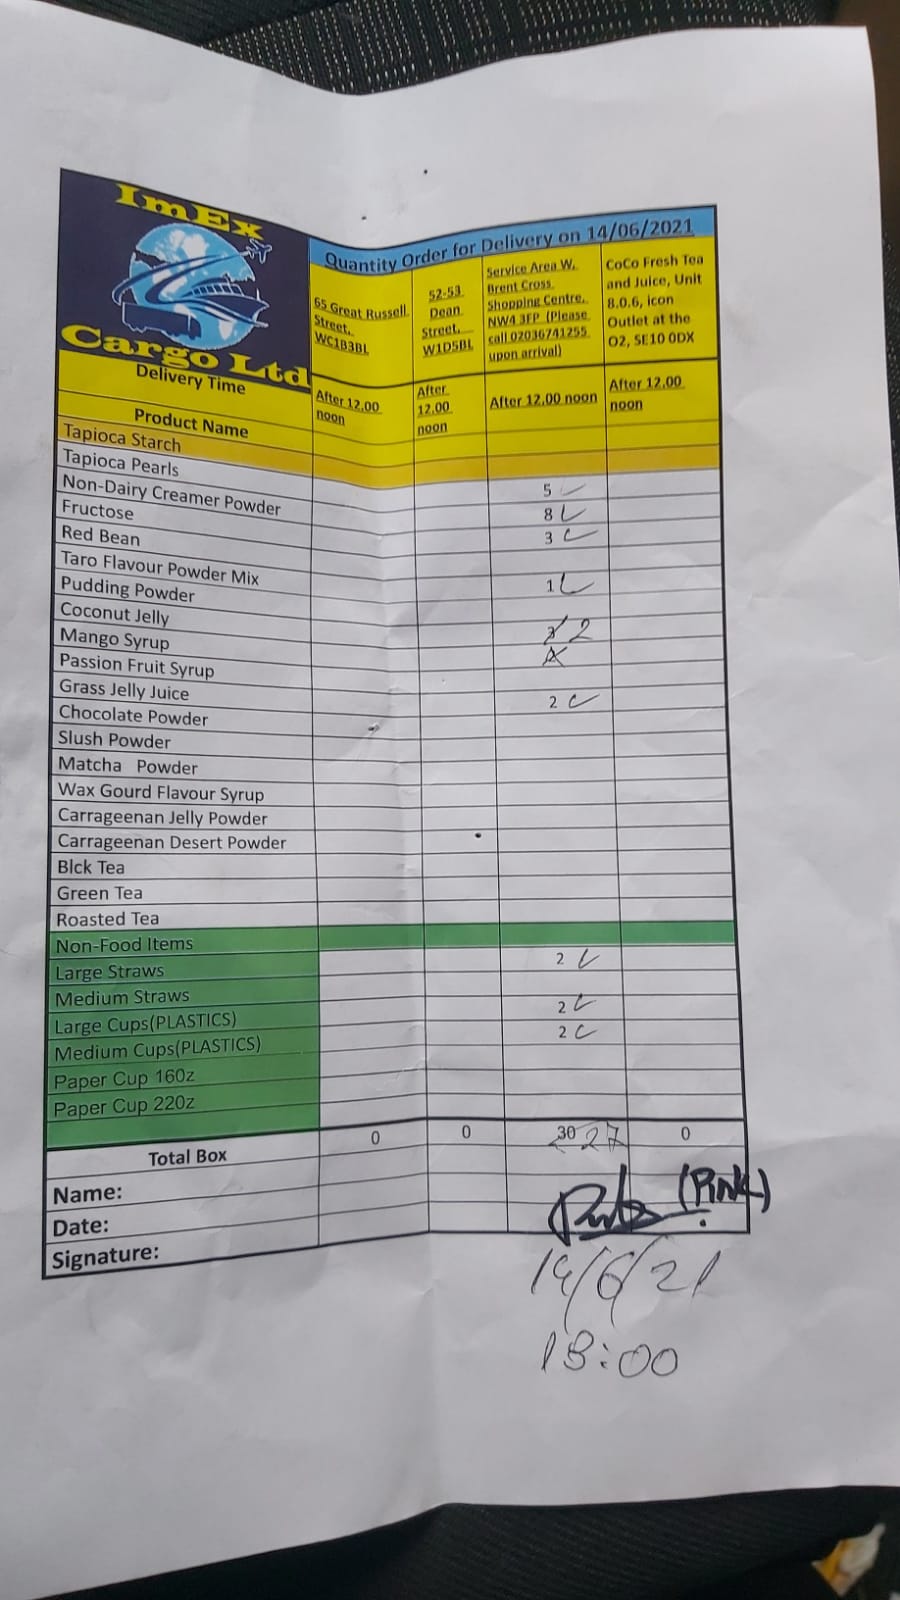 ImEx
Cargo Ltd
Quantity Order for Delivery on 14/06/2021
65 Great Russell
Street,
WC1B3BL
52-53
Dean
Street,
W1D5BL
Service Area W,
Brent Cross
Shopping Centre,
NW4 3FP (Please
call 02036741255
upon arrival)
CoCo Fresh Tea
and Juice, Unit
8.0.6, icon
Outlet at the
O2, SE10 0DX
Delivery Time
After 12,00
noon
After
12,00
noon
After 12,00 noon
After 12,00
noon
Product Name
Tapioca Starch
Tapioca Pearls 5
Non-Dairy Creamer Powder 8
Fructose 3
Red Bean
Taro Flavour Powder Mix 1
Pudding Powder
Coconut Jelly 2
Mango Syrup
Passion Fruit Syrup
Grass Jelly Juice 2
Chocolate Powder
Slush Powder
Matcha Powder
Wax Gourd Flavour Syrup
Carrageenan Jelly Powder
Carrageenan Desert Powder
Blck Tea
Green Tea
Roasted Tea
Non-Food Items
Large Straws 2
Medium Straws
Large Cups(PLASTICS) 2
Medium Cups(PLASTICS) 2
Paper Cup 160z
Paper Cup 220z
Total Box 0 0 30 27 0
Name:
(Pink)
Date:
Signature:
14/6/21
18:00